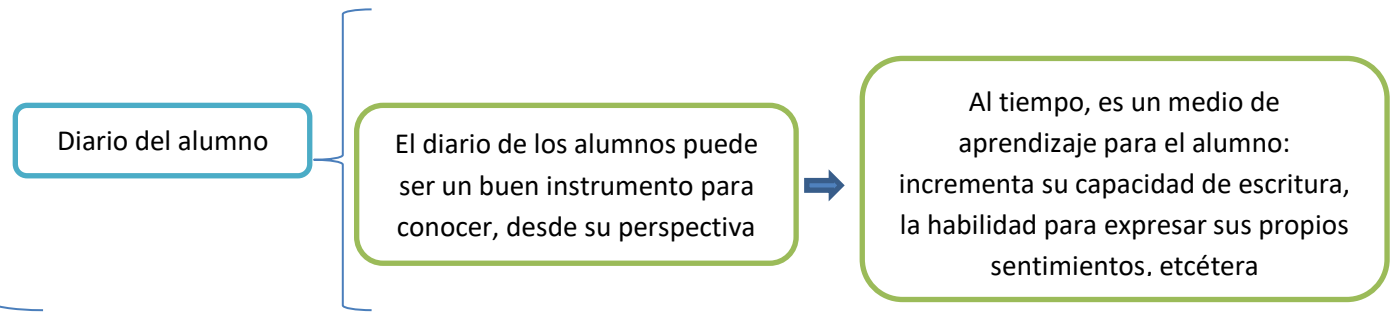 Diario del alumno
El diario de los alumnos puede
ser un buen instrumento para
conocer, desde su perspectiva
Al tiempo, es un medio de
aprendizaje para el alumno:
incrementa su capacidad de escritura,
la habilidad para expresar sus propios
sentimientos, etcétera